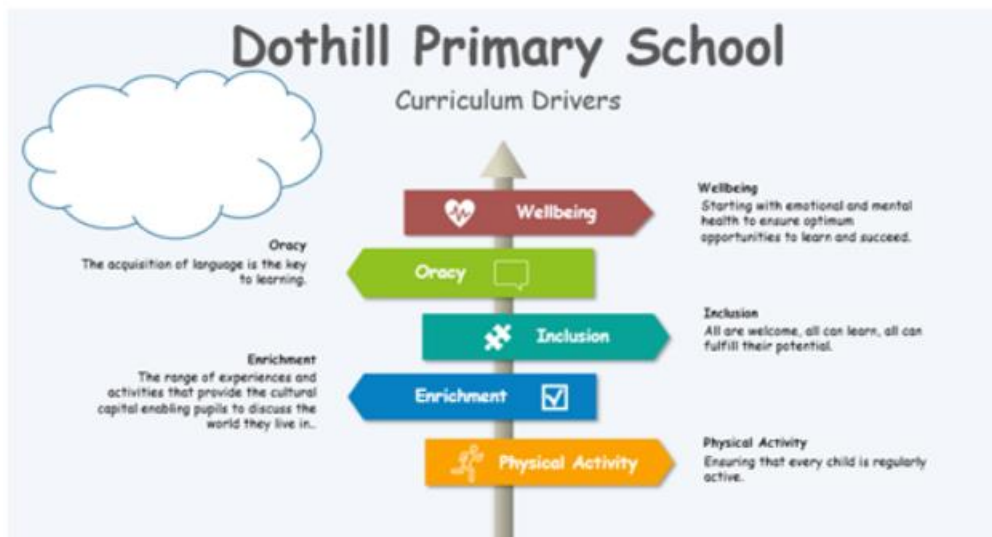 Dothill Primary School
Curriculum Drivers
Wellbeing
Wellbeing
Starting with emotional and mental
health to ensure optimum
opportunities to learn and succeed.
Oracy
The acquisition of language is the key
to learning.
Oracy
Inclusion
Inclusion
All are welcome, all can learn, all can
fulfill their potential.
Enrichment
The range of experiences and
activities that provide the cultural
capital enabling pupils to discuss the
world they live in..
Enrichment
Physical Activity
Physical Activity
Ensuring that every child is regularly
active.